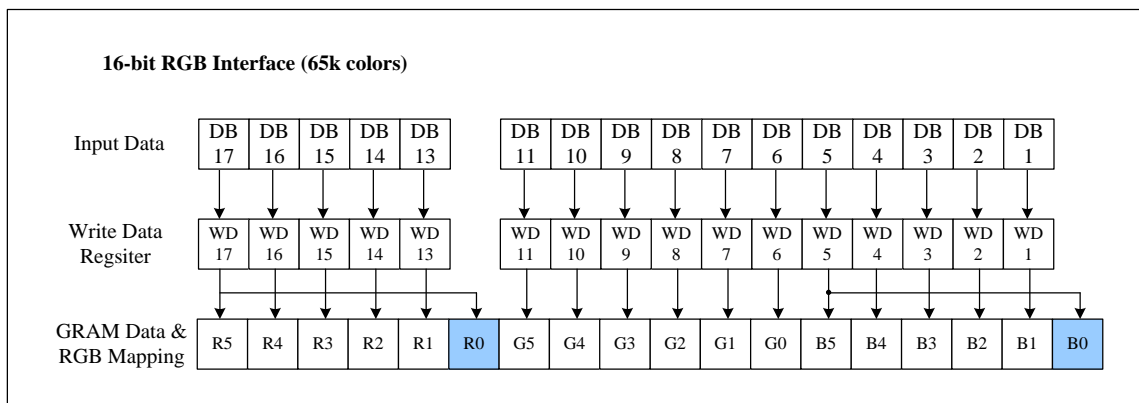 16-bit RGB Interface (65k colors)
Input Data
DB DB DB DB DB DB DB DB DB DB DB DB DB DB DB DB
17 16 15 14 13 11 10 9 8 7 6 5 4 3 2 1
Write Data
Regsiter
WD WD WD WD WD WD WD WD WD WD WD WD WD WD WD WD
17 16 15 14 13 11 10 9 8 7 6 5 4 3 2 1
GRAM Data &
RGB Mapping
R5 R4 R3 R2 R1 R0 G5 G4 G3 G2 G1 G0 B5 B4 B3 B2 B1 B0